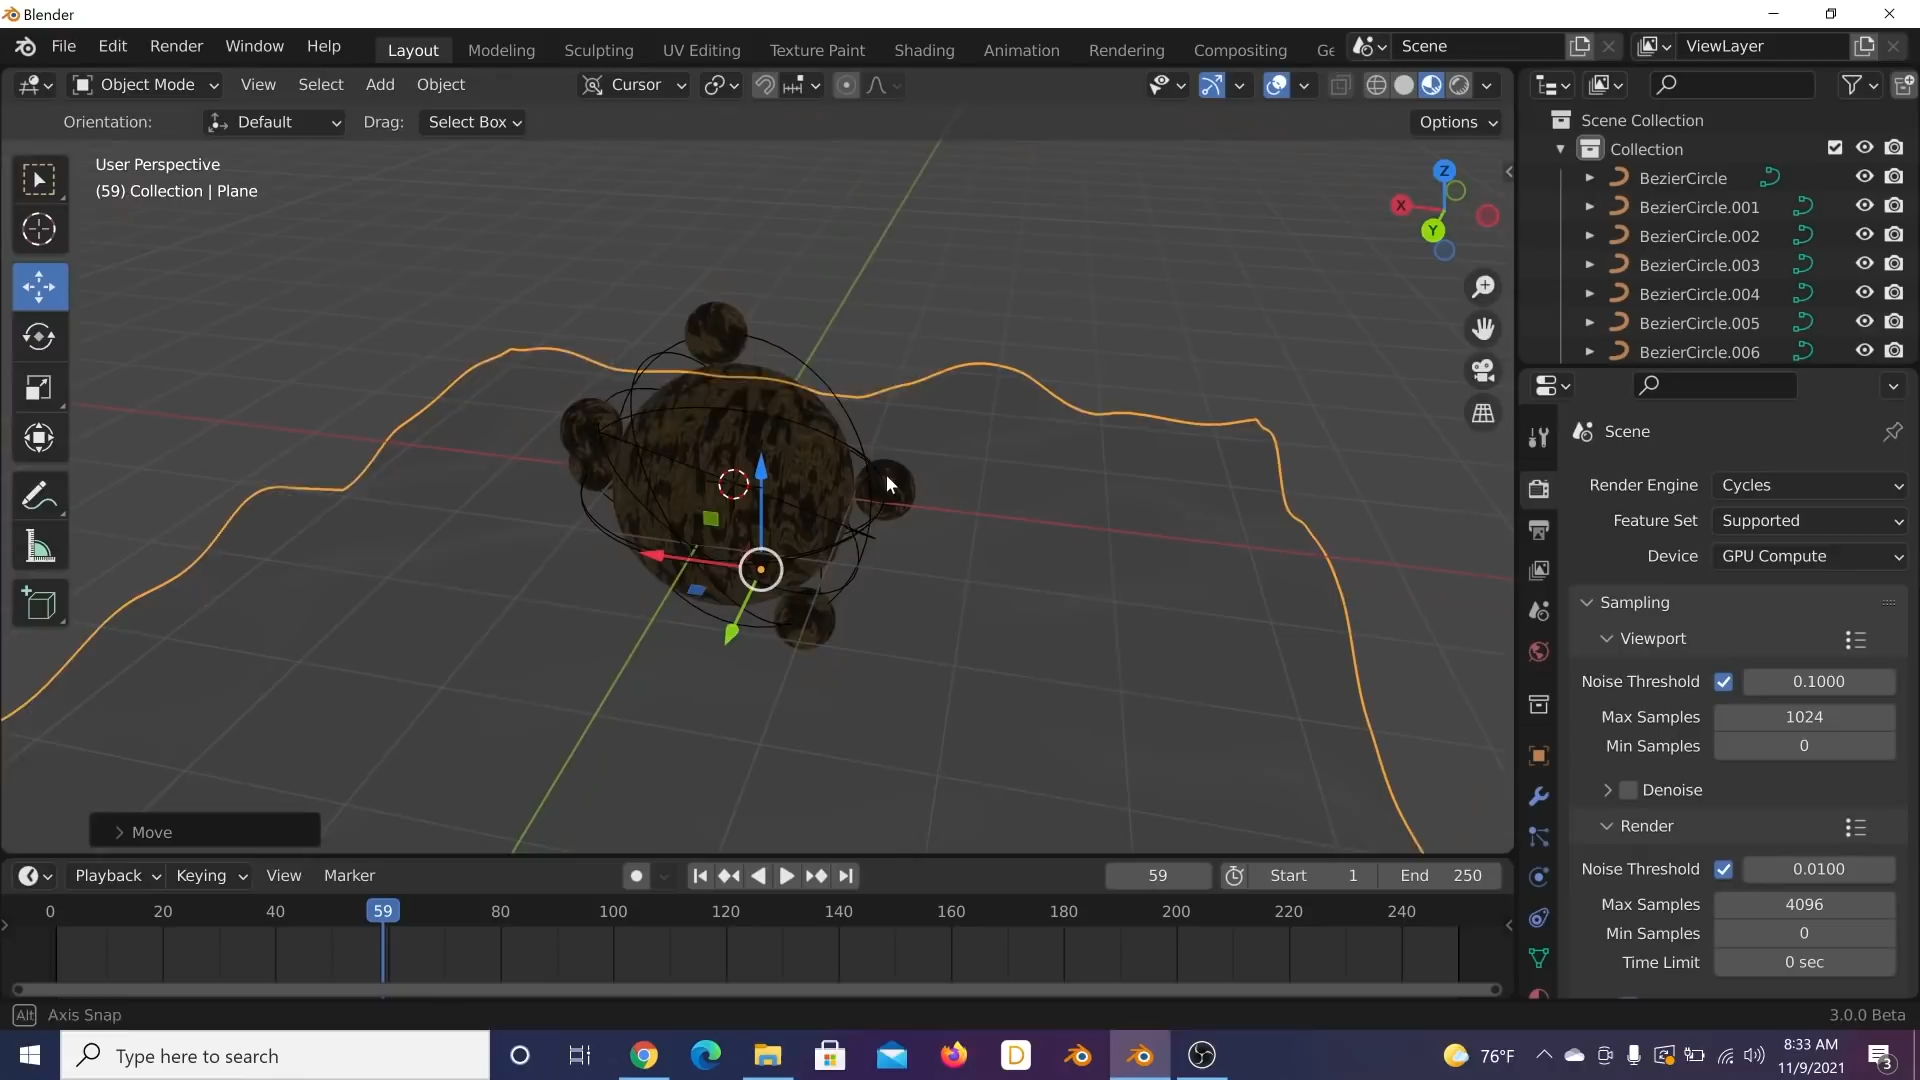 Blender
File Edit Render Window Help Layout Modeling Sculpting UV Editing Texture Paint Shading Animation Rendering Compositing Ge Scene ViewLayer
Object Mode View Select Add Object Cursor
Orientation: Default Drag: Select Box Options
User Perspective
(59) Collection | Plane
Z
X
Y
Scene Collection
Collection
BezierCircle
BezierCircle.001
BezierCircle.002
BezierCircle.003
BezierCircle.004
BezierCircle.005
BezierCircle.006
Scene
Render Engine Cycles
Feature Set Supported
Device GPU Compute
Sampling
Viewport
Noise Threshold 0.1000
Max Samples 1024
Min Samples 0
Denoise
Render
Noise Threshold 0.0100
Max Samples 4096
Min Samples 0
Time Limit 0 sec
Move
Playback Keying View Marker 59 Start 1 End 250
0 20 40 59 80 100 120 140 160 180 200 220 240
Alt Axis Snap 3.0.0 Beta
Type here to search
D
76°F
8:33 AM
11/9/2021
3